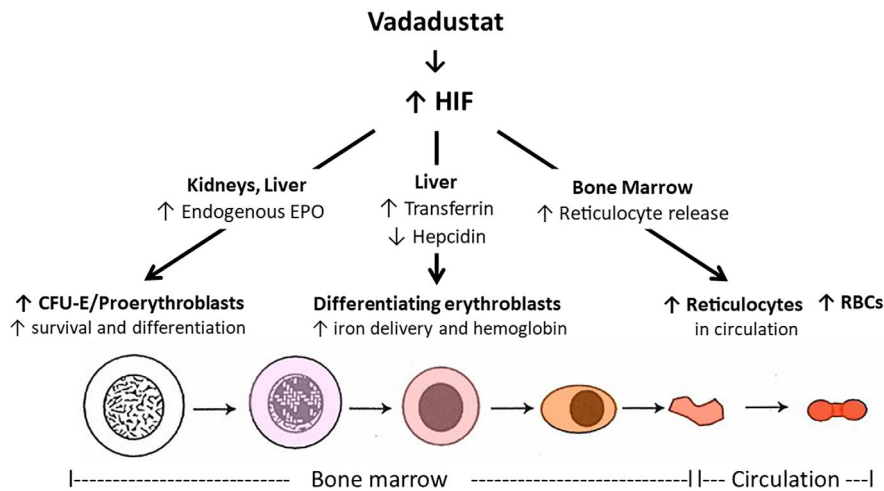 Vadadustat
↓
↑ HIF
Kidneys, Liver
↑ Endogenous EPO
Liver
↑ Transferrin
↓ Hepcidin
Bone Marrow
↑ Reticulocyte release
↑ CFU-E/Proerythroblasts
↑ survival and differentiation
Differentiating erythroblasts
↑ iron delivery and hemoglobin
↑ Reticulocytes
in circulation
↑ RBCs
Bone marrow
Circulation